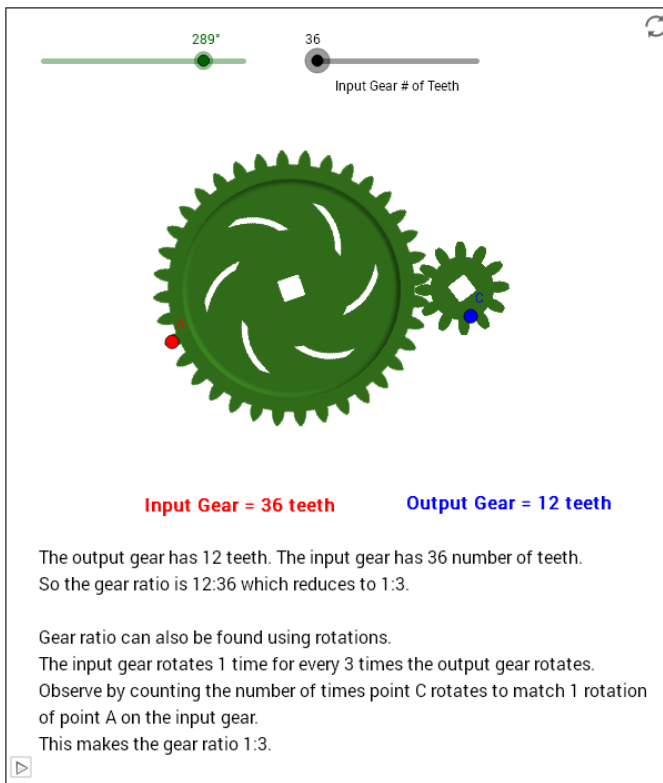 289°
36
Input Gear # of Teeth
A
C
Input Gear = 36 teeth
Output Gear = 12 teeth
The output gear has 12 teeth. The input gear has 36 number of teeth.
So the gear ratio is 12:36 which reduces to 1:3.
Gear ratio can also be found using rotations.
The input gear rotates 1 time for every 3 times the output gear rotates.
Observe by counting the number of times point C rotates to match 1 rotation
of point A on the input gear.
This makes the gear ratio 1:3.